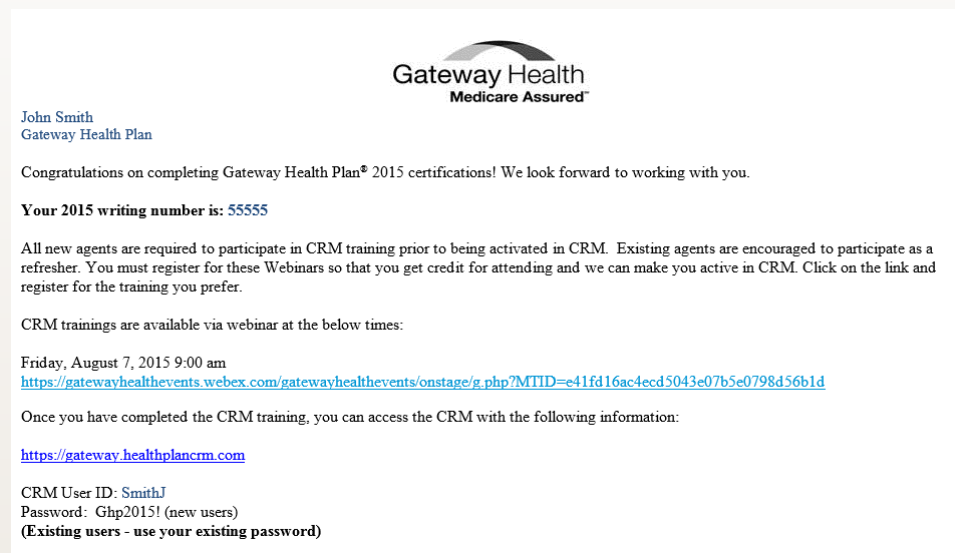 Gateway Health
Medicare Assured™
John Smith
Gateway Health Plan
Congratulations on completing Gateway Health Plan® 2015 certifications! We look forward to working with you.
Your 2015 writing number is: 55555
All new agents are required to participate in CRM training prior to being activated in CRM.  Existing agents are encouraged to participate as a
refresher. You must register for these Webinars so that you get credit for attending and we can make you active in CRM. Click on the link and
register for the training you prefer.
CRM trainings are available via webinar at the below times:
Friday, August 7, 2015 9:00 am
https://gatewayhealthevents.webex.com/gatewayhealthevents/onstage/g.php?MTID=e41fd16ac4ecd5043e07b5e0798d56b1d
Once you have completed the CRM training, you can access the CRM with the following information:
https://gateway.healthplancrm.com
CRM User ID: SmithJ
Password:  Ghp2015! (new users)
(Existing users - use your existing password)